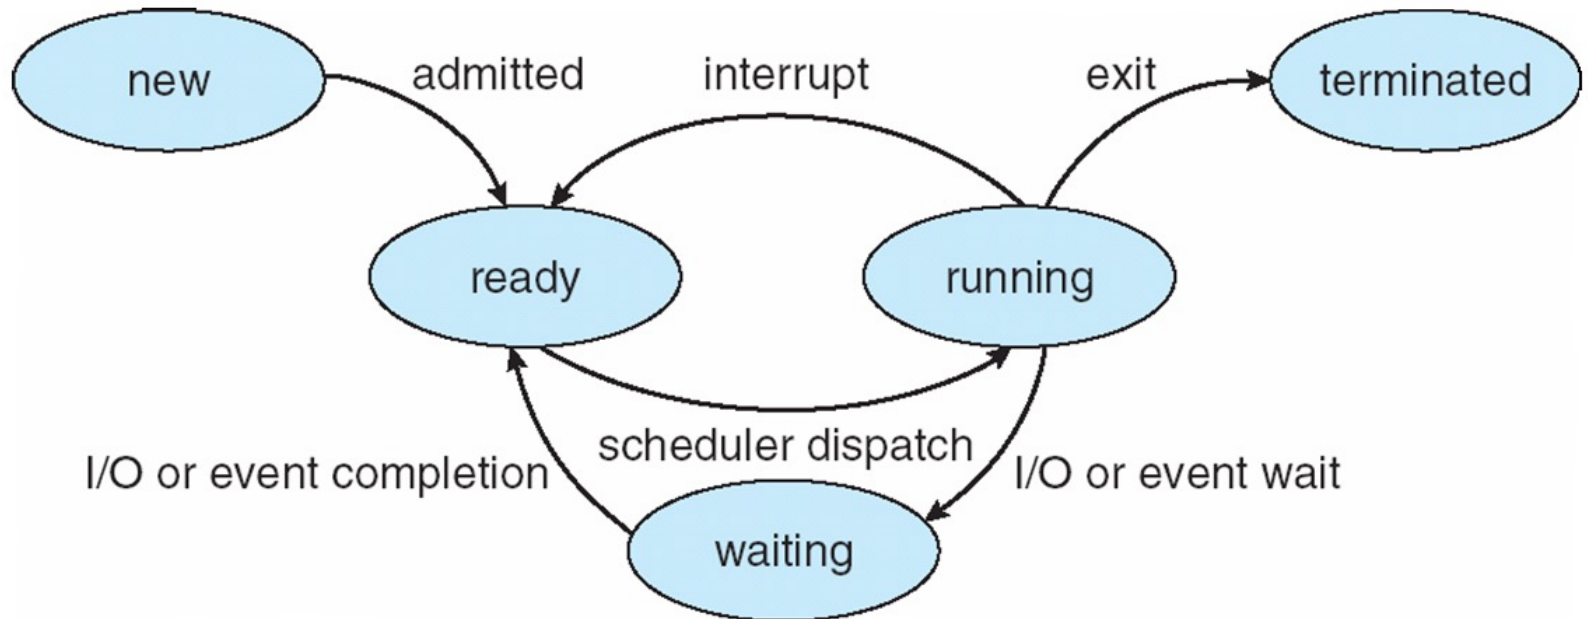 new
admitted
interrupt
exit
terminated
ready
running
scheduler dispatch
I/O or event completion
I/O or event wait
waiting